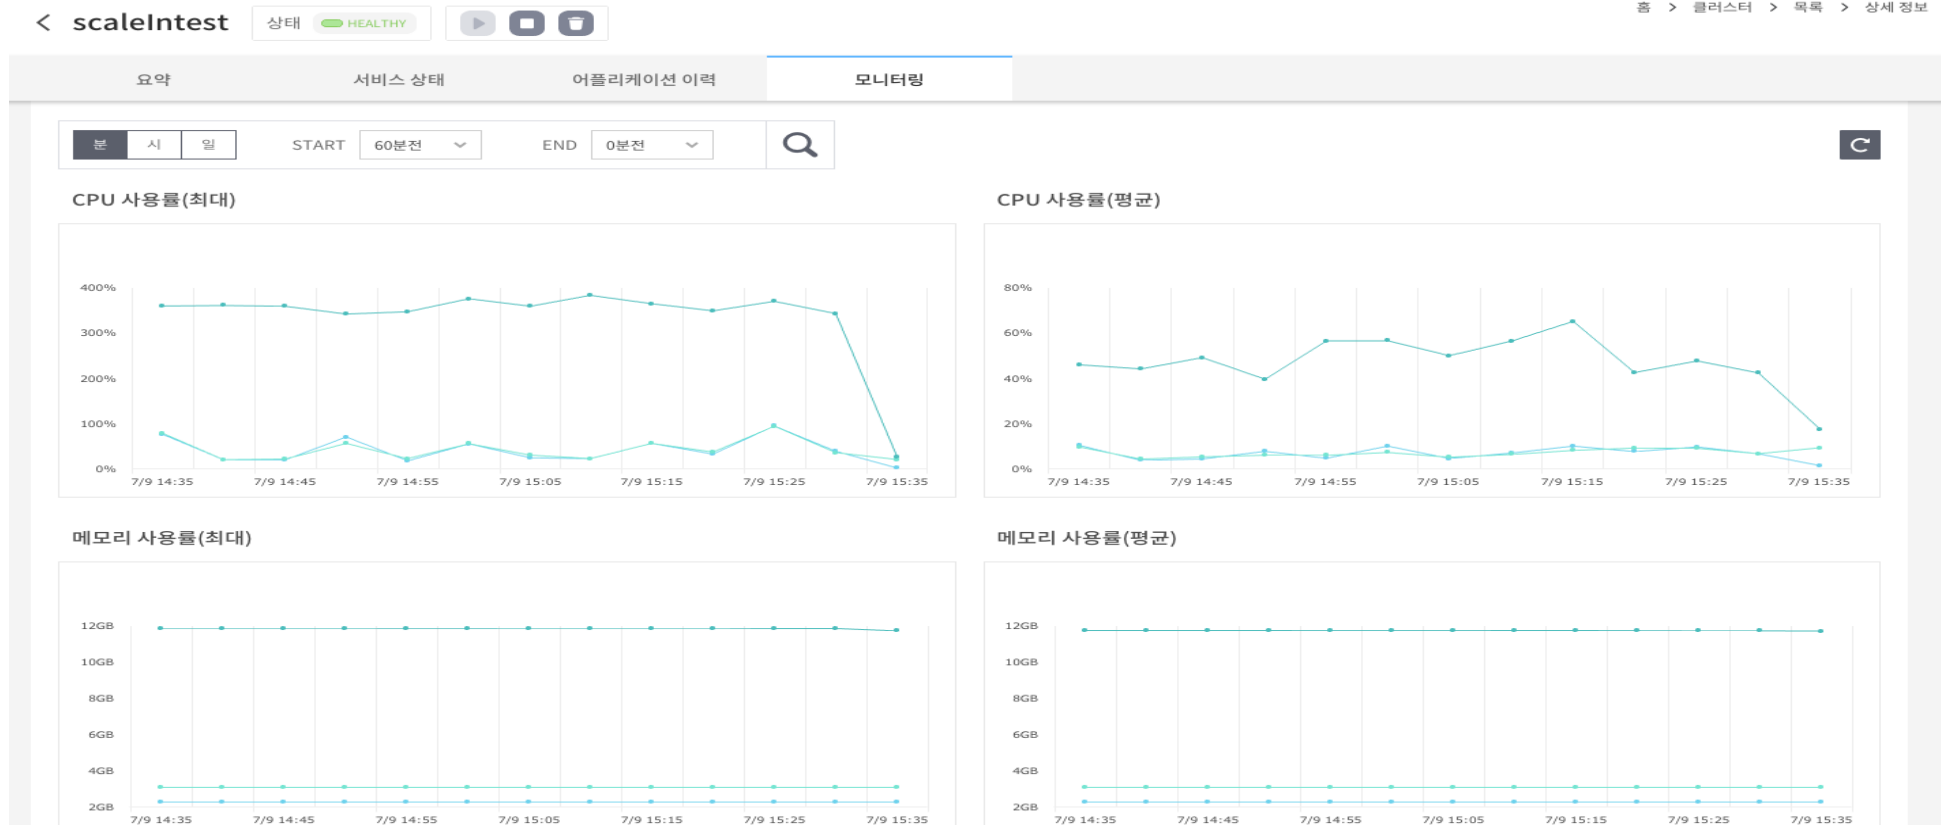 홈 > 클러스터 > 목록 > 상세 정보
< scaleIntest 상태 HEALTHY
요약 서비스 상태 어플리케이션 이력 모니터링
분 시 일 START 60분전 END 0분전
CPU 사용률(최대)
400%
300%
200%
100%
0%
7/9 14:35 7/9 14:45 7/9 14:55 7/9 15:05 7/9 15:15 7/9 15:25 7/9 15:35
CPU 사용률(평균)
80%
60%
40%
20%
0%
7/9 14:35 7/9 14:45 7/9 14:55 7/9 15:05 7/9 15:15 7/9 15:25 7/9 15:35
메모리 사용률(최대)
12GB
10GB
8GB
6GB
4GB
2GB
7/9 14:35 7/9 14:45 7/9 14:55 7/9 15:05 7/9 15:15 7/9 15:25 7/9 15:35
메모리 사용률(평균)
12GB
10GB
8GB
6GB
4GB
2GB
7/9 14:35 7/9 14:45 7/9 14:55 7/9 15:05 7/9 15:15 7/9 15:25 7/9 15:35